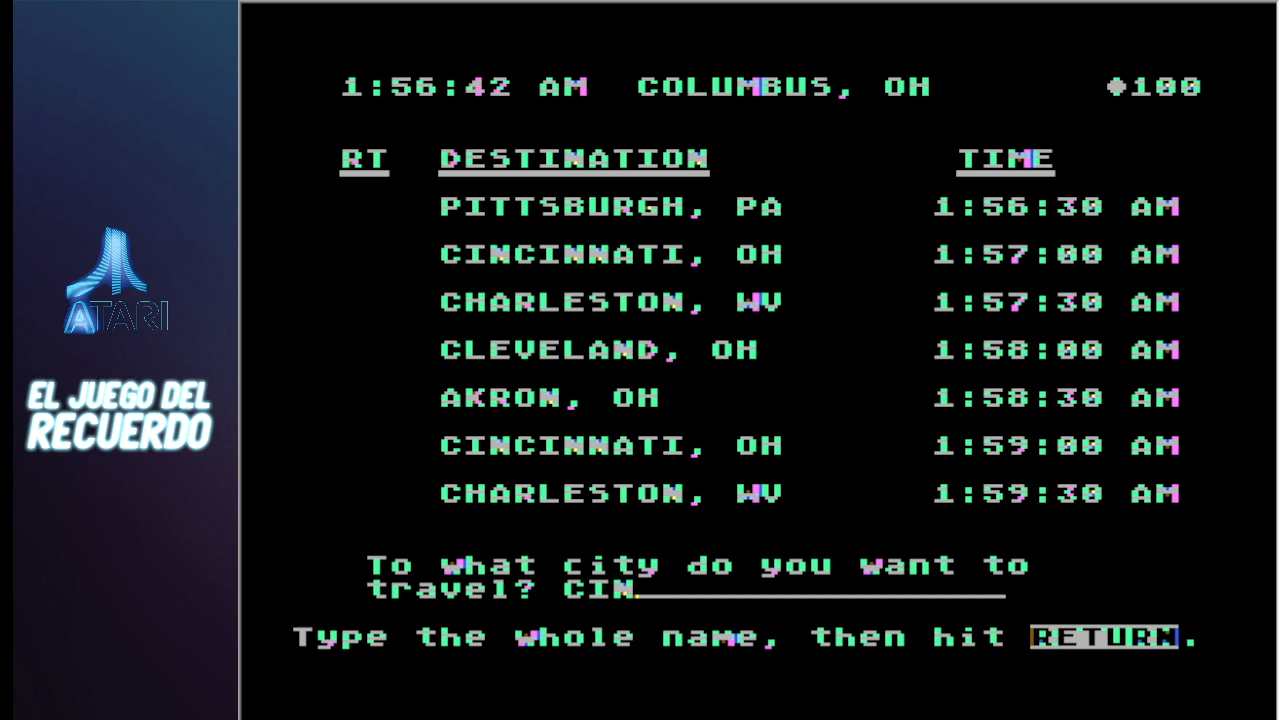 1:56:42 AM COLUMBUS, OH ♦100
RT DESTINATION TIME
PITTSBURGH, PA 1:56:30 AM
CINCINNATI, OH 1:57:00 AM
CHARLESTON, WV 1:57:30 AM
CLEVELAND, OH 1:58:00 AM
AKRON, OH 1:58:30 AM
CINCINNATI, OH 1:59:00 AM
CHARLESTON, WV 1:59:30 AM
To what city do you want to
travel? CIN
Type the whole name, then hit RETURN.
ATARI
EL JUEGO DEL
RECUERDO